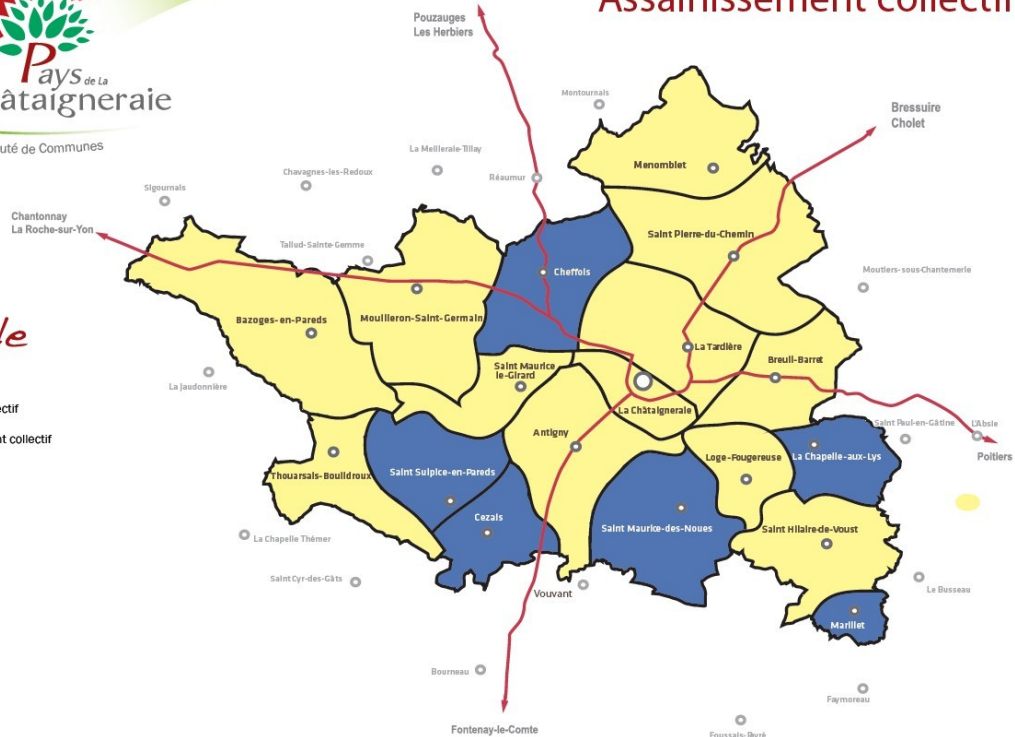 Assainissement collectif
Pays de La
âtaigneraie
uté de Communes
Pouzauges
Les Herbiers
Montournais
Bressuire
Cholet
La Meilleraie-Tillay
Menomblet
Chavagnes-les-Redoux
Réaumur
Sigournais
Chantonnay
La Roche-sur-Yon
Saint Pierre-du-Chemin
Tallud-Sainte-Gemme
Cheffois
Moutiers-sous-Chantemerle
Bazoges-en-Pareds
Mouilleron-Saint-Germain
La Tardière
Breuil-Barret
Saint Maurice
le-Girard
La Jaudonnière
La Châtaigneraie
ectif
nt collectif
Antigny
Saint Paul-en-Gâtine
L'Absie
Poitiers
Loge-Fougereuse
La Chapelle-aux-Lys
Thouarsais-Bouildroux
Saint Sulpice-en-Pareds
Cezais
Saint Maurice-des-Noues
Saint Hilaire-de-Voust
La Chapelle Thémer
Saint Cyr-des-Gâts
Vouvant
Le Busseau
Marillet
Bourneau
Faymoreau
Fontenay-le-Comte